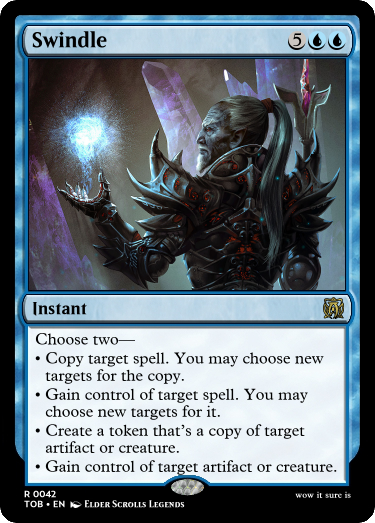 Swindle 5
Instant
Choose two—
• Copy target spell. You may choose new
targets for the copy.
• Gain control of target spell. You may
choose new targets for it.
• Create a token that's a copy of target
artifact or creature.
• Gain control of target artifact or creature.
R 0042
TOB • EN ELDER SCROLLS LEGENDS
wow it sure is